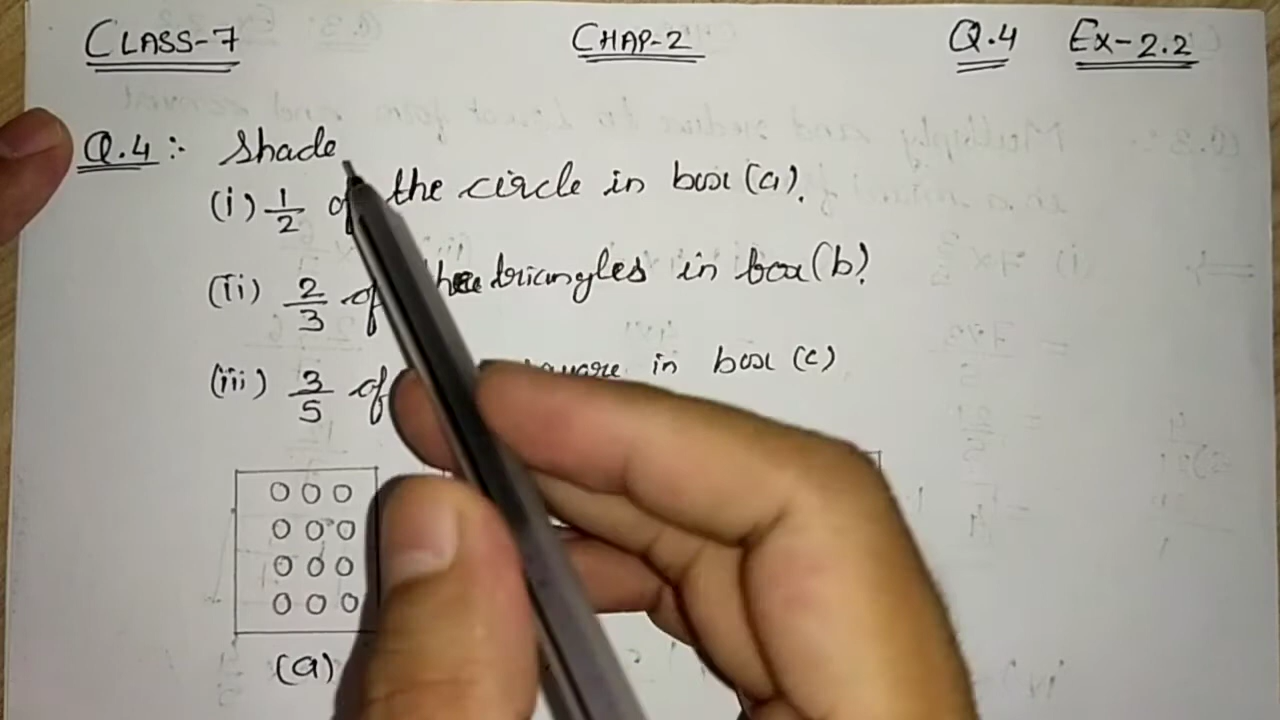 CLASS-7 CHAP-2 Q.4 Ex-2.2
Q.4:- Shade
(i) 1/2 of the circle in box (a).
(ii) 2/3 of the triangles in box (b).
(iii) 3/5 of square in box (c)
(a)